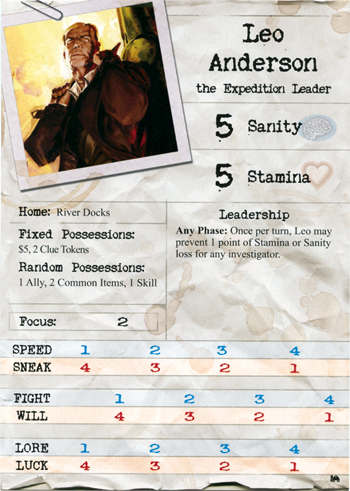 Leo
Anderson
the Expedition Leader
5 Sanity
5 Stamina
Home: River Docks
Fixed Possessions:
$5, 2 Clue Tokens
Random Possessions:
1 Ally, 2 Common Items, 1 Skill
Focus: 2
Leadership
Any Phase: Once per turn, Leo may
prevent 1 point of Stamina or Sanity
loss for any investigator.
SPEED 1 2 3 4
SNEAK 4 3 2 1
FIGHT 1 2 3 4
WILL 4 3 2 1
LORE 1 2 3 4
LUCK 4 3 2 1